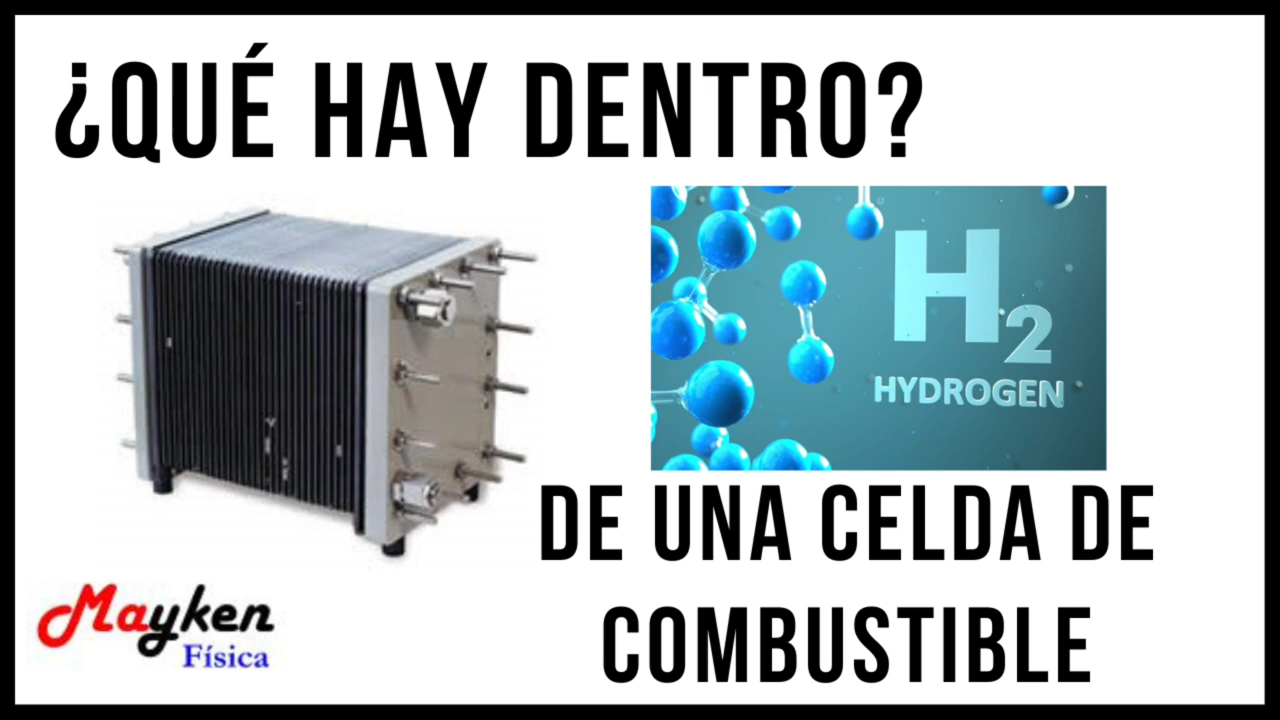 ¿QUÉ HAY DENTRO?
H2
HYDROGEN
DE UNA CELDA DE
COMBUSTIBLE
Mayken
Física